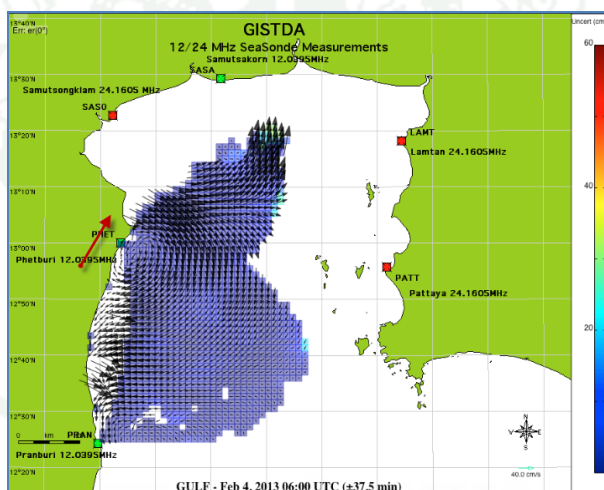 GISTDA
12/24 MHz SeaSonde Measurements
Err: er(0°)
Uncert (cm/
13°40'
13°30'N
13°20'N
13°10'N
13°00'N
12°50'N
12°40'N
12°30'N
12°20'
60
40
20
Samutsakorn 12.0395MHz
SASA
Samutsongklam 24.1605 MHz
SASO
LAMT
Lamtan 24.1605MHz
PHET
Phetburi 12.0395MHz
PATT
Pattaya 24.1605MHz
PRAN
0 km
Pranburi 12.0395MHz
N
E
S
40.0 cm/s
GULF - Feb 4, 2013 06:00 UTC (±37.5 min)